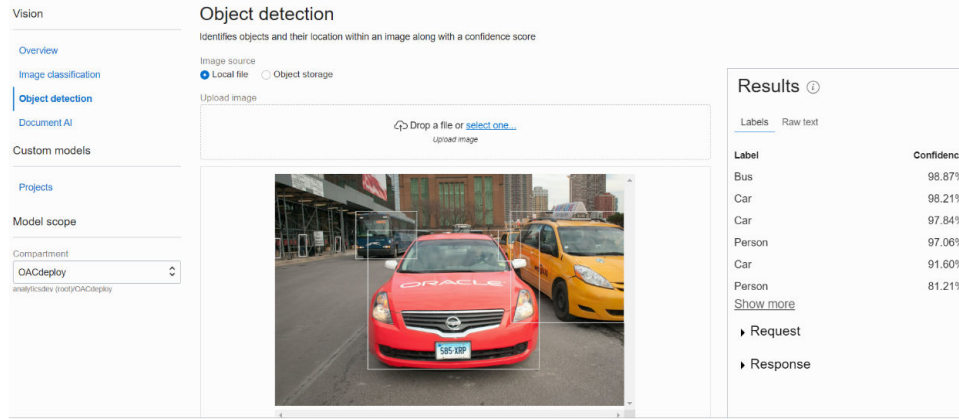 Vision
Overview
Image classification
Object detection
Document AI
Custom models
Projects
Model scope
Compartment
OACdeploy
analyticsdev (root)/OACdeploy
Object detection
Identifies objects and their location within an image along with a confidence score
Image source
Local file Object storage
Upload image
Drop a file or select one...
Upload image
ORACLE
585·XRP
Results
Labels Raw text
Label Confidenc
Bus 98.87%
Car 98.21%
Car 97.84%
Person 97.06%
Car 91.60%
Person 81.21%
Show more
Request
Response